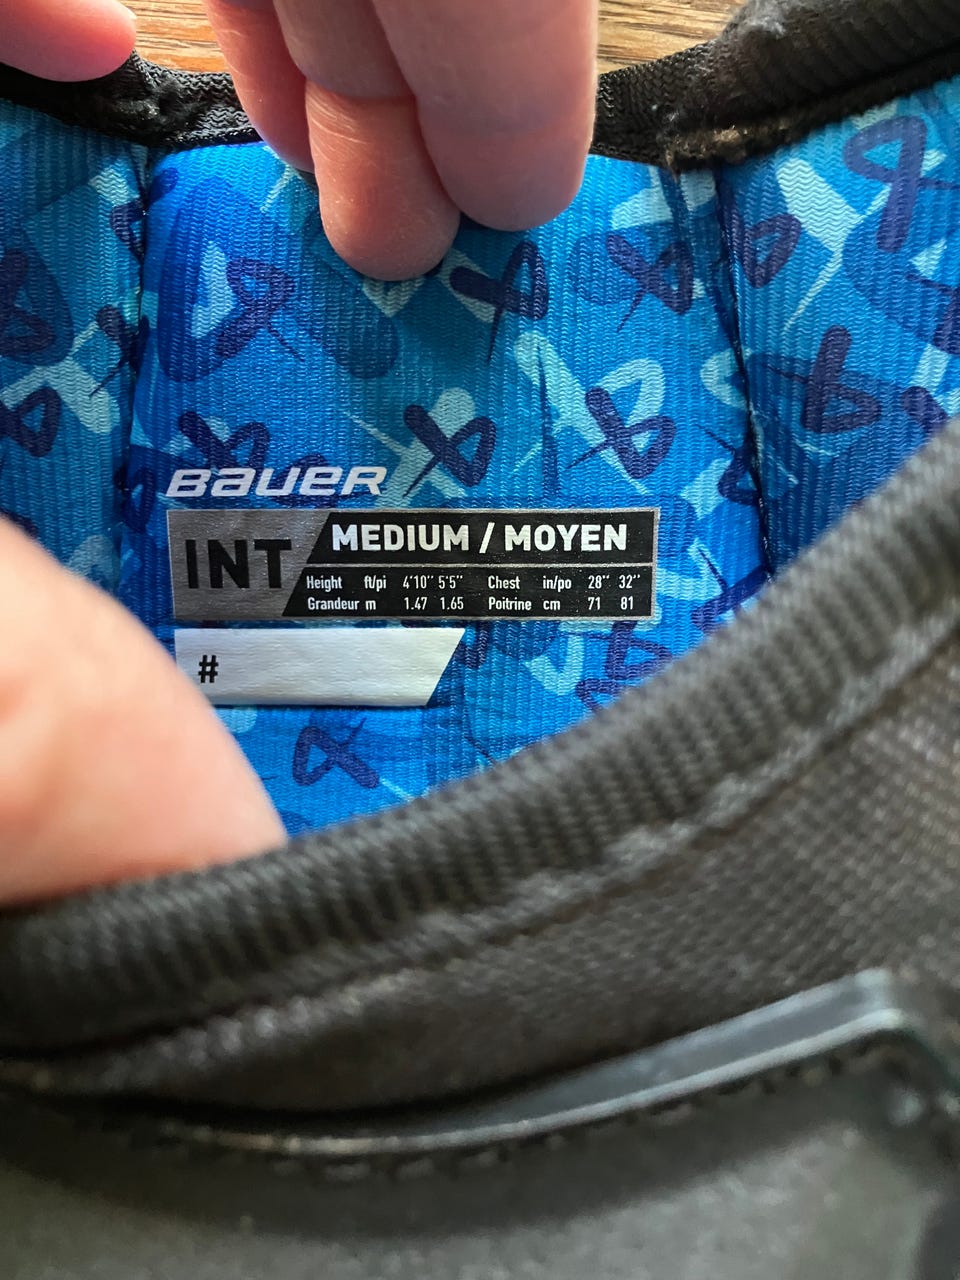 BAUER
INT MEDIUM / MOYEN
Height ft/pi 4'10" 5'5" Chest in/po 28" 32"
Grandeur m 1.47 1.65 Poitrine cm 71 81
#